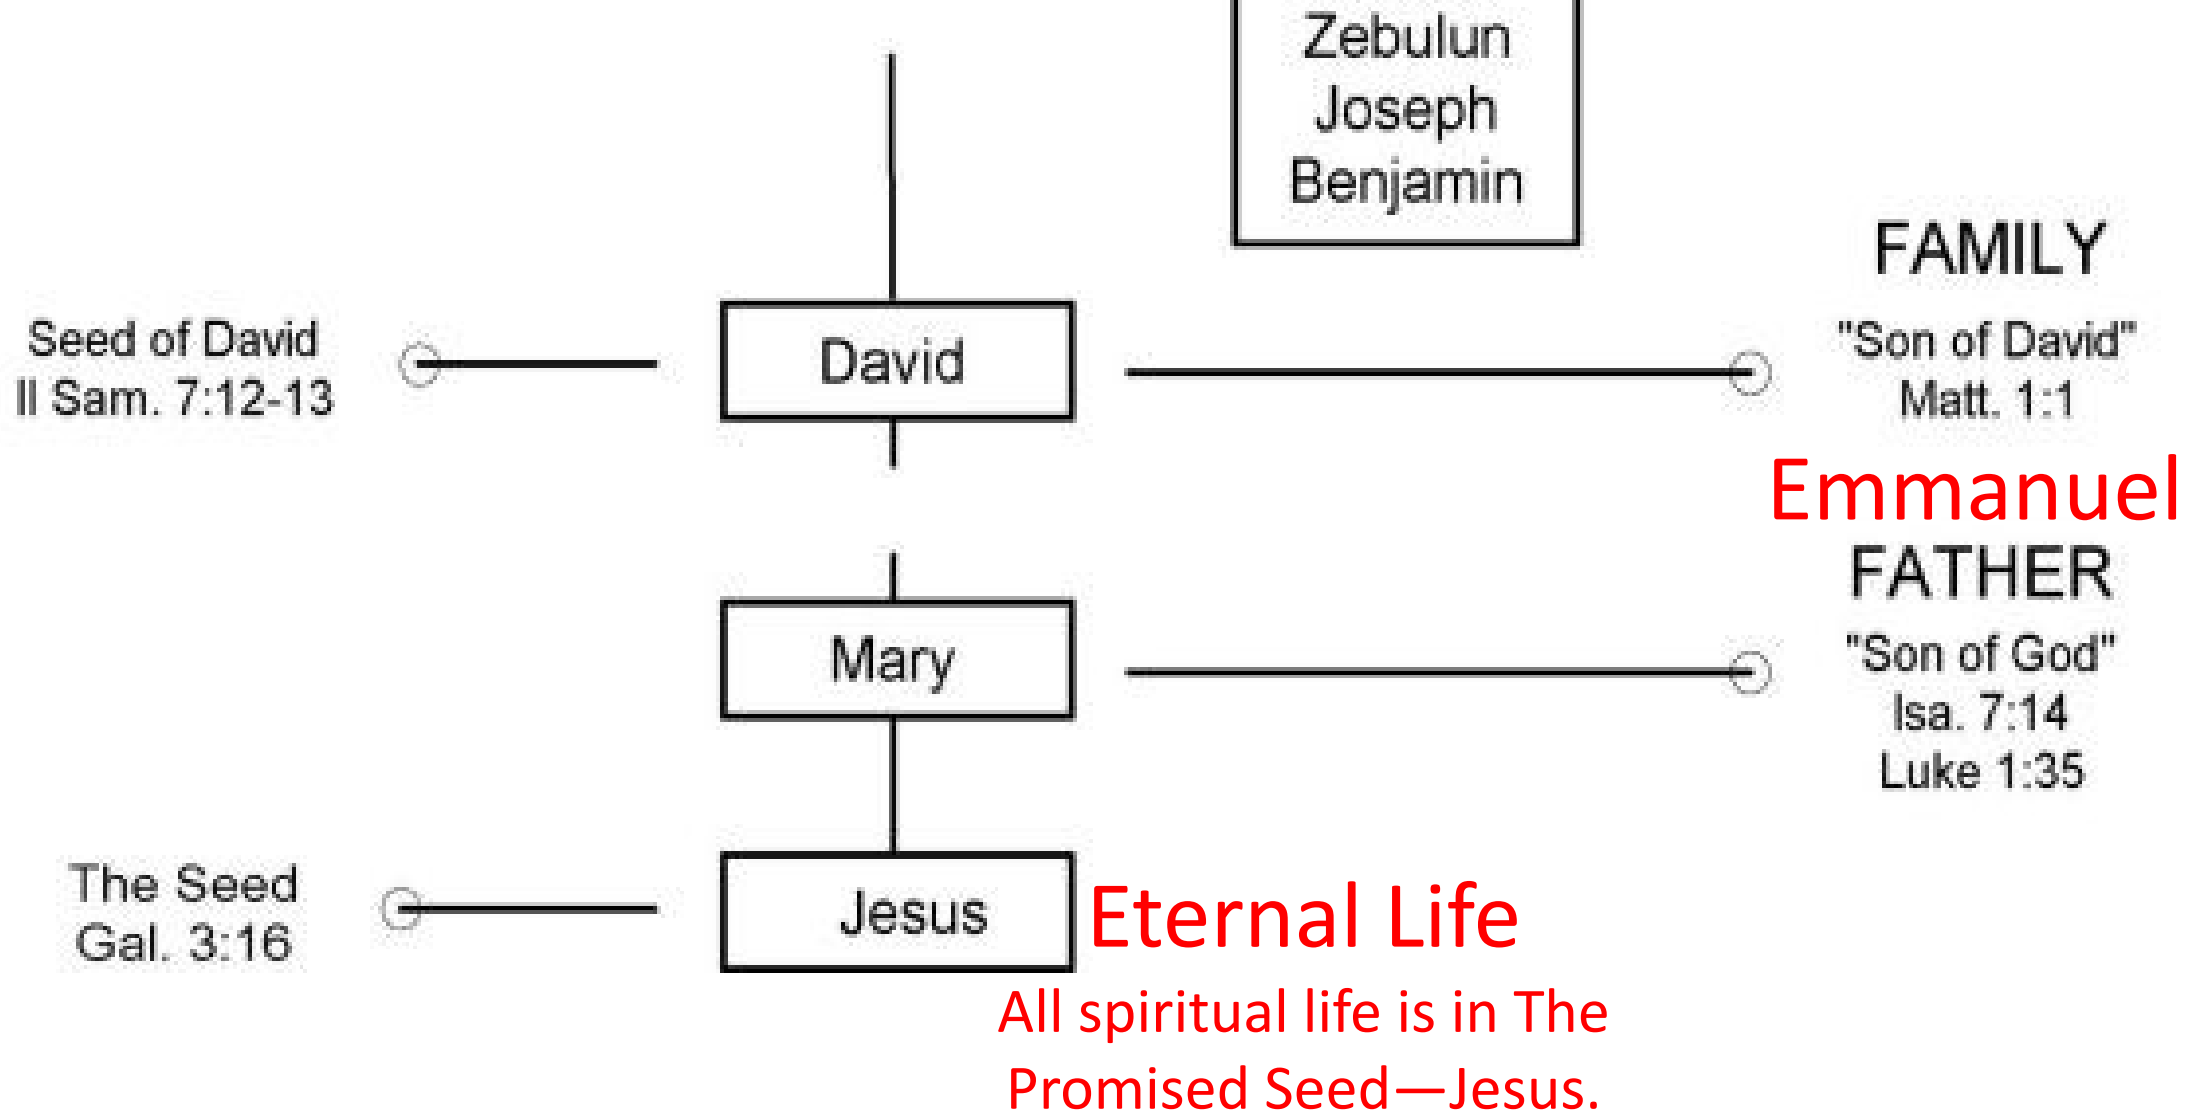 Zebulun
Joseph
Benjamin
FAMILY
Seed of David
II Sam. 7:12-13
David
"Son of David"
Matt. 1:1
Emmanuel
FATHER
Mary
"Son of God"
Isa. 7:14
Luke 1:35
The Seed
Gal. 3:16
Jesus
Eternal Life
All spiritual life is in The
Promised Seed—Jesus.